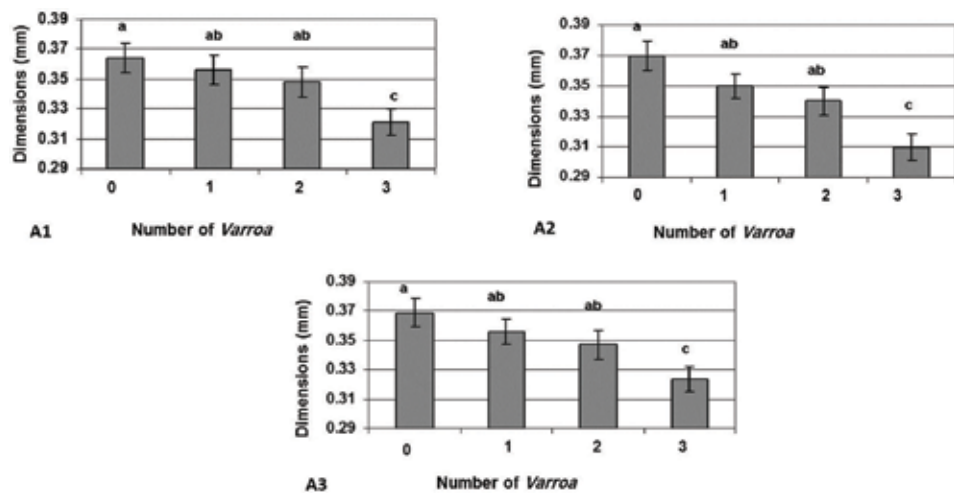 Dimensions (mm)
0.39
0.37
0.35
0.33
0.31
0.29
a
ab
ab
c
0 1 2 3
A1 Number of Varroa
Dimensions (mm)
0.39
0.37
0.35
0.33
0.31
0.29
a
ab
ab
c
0 1 2 3
A2 Number of Varroa
Dimensions (mm)
0.39
0.37
0.35
0.33
0.31
0.29
a
ab
ab
c
0 1 2 3
A3 Number of Varroa